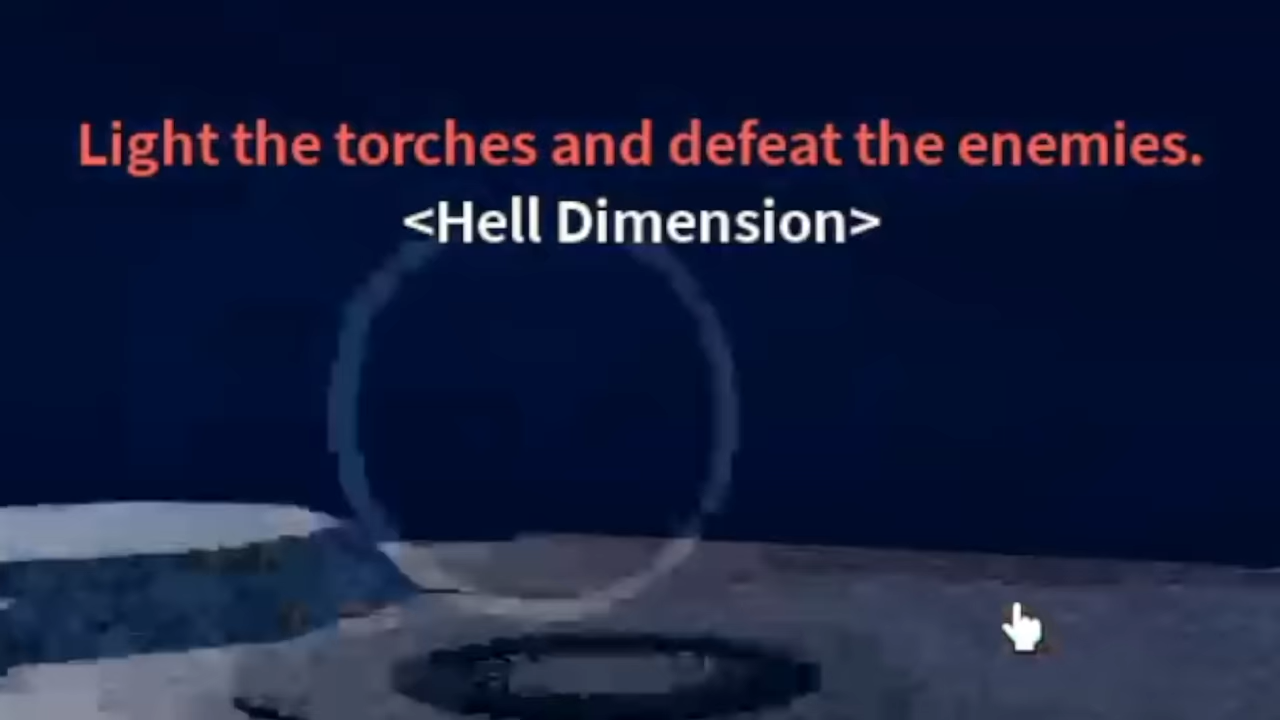 Light the torches and defeat the enemies.
<Hell Dimension>